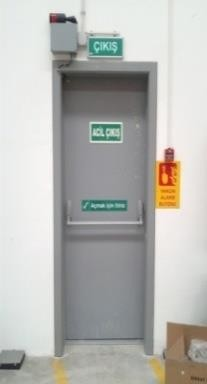 ÇIKIŞ
ACİL ÇIKIŞ
Açmak için itiniz
YANGIN
ALARM
BUTONU